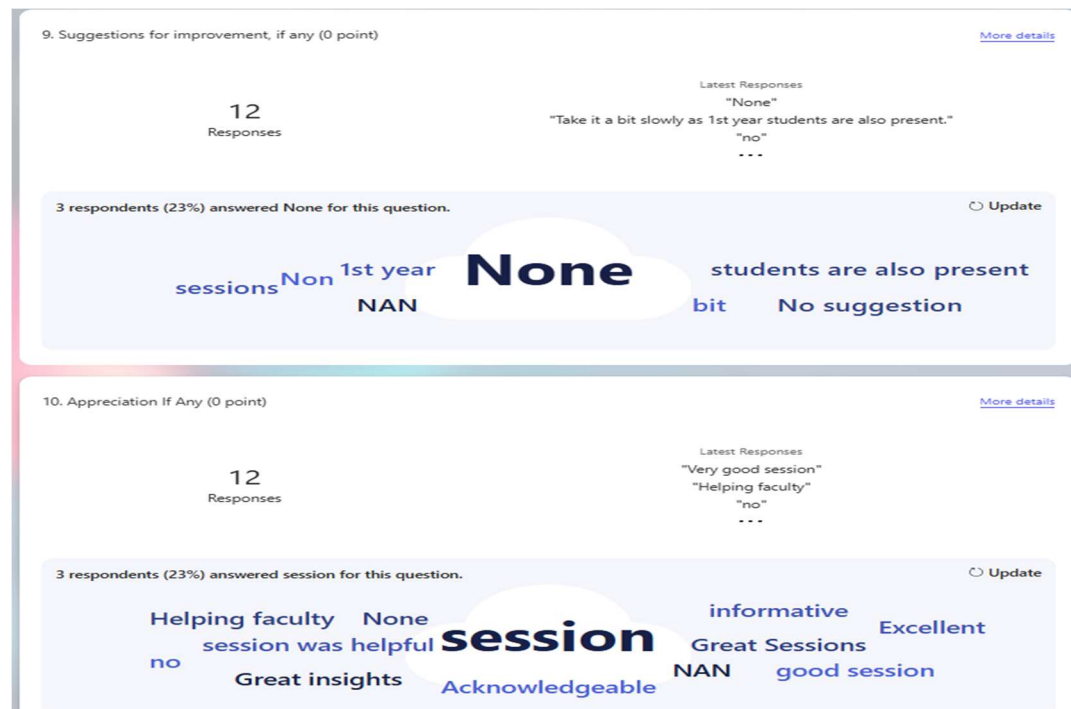 9. Suggestions for improvement, if any (0 point)
More details
12
Responses
Latest Responses
"None"
"Take it a bit slowly as 1st year students are also present."
"no"
...
3 respondents (23%) answered None for this question.
Update
sessions Non 1st year None students are also present
NAN bit No suggestion
10. Appreciation If Any (0 point)
More details
12
Responses
Latest Responses
"Very good session"
"Helping faculty"
"no"
...
3 respondents (23%) answered session for this question.
Update
Helping faculty None informative
session was helpful session Great Sessions Excellent
no Great insights Acknowledgeable NAN good session